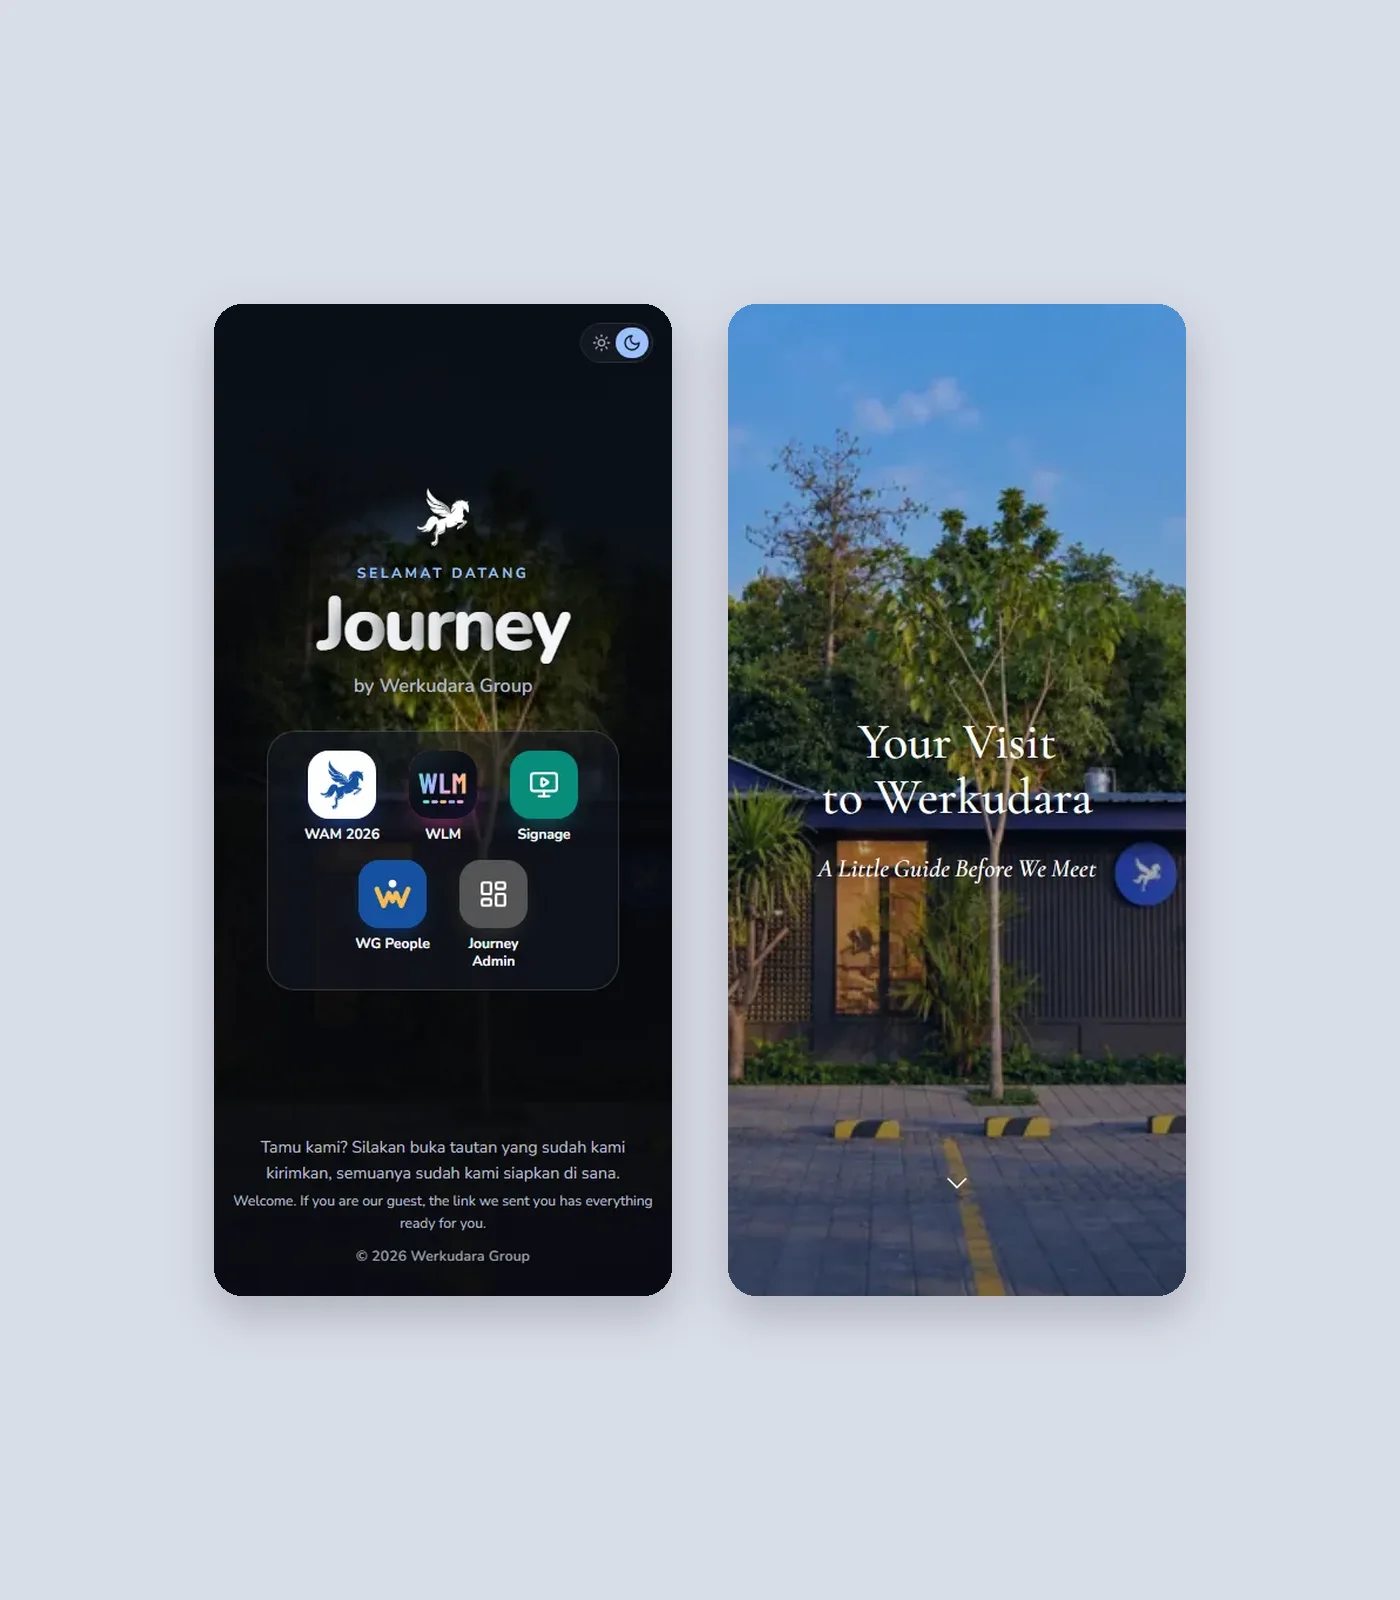 SELAMAT DATANG
Journey
by Werkudara Group
WLM
WAM 2026
WLM
Signage
WG People
Journey
Admin
Tamu kami? Silakan buka tautan yang sudah kami
kirimkan, semuanya sudah kami siapkan di sana.
Welcome. If you are our guest, the link we sent you has everything
ready for you.
© 2026 Werkudara Group
Your Visit
to Werkudara
A Little Guide Before We Meet